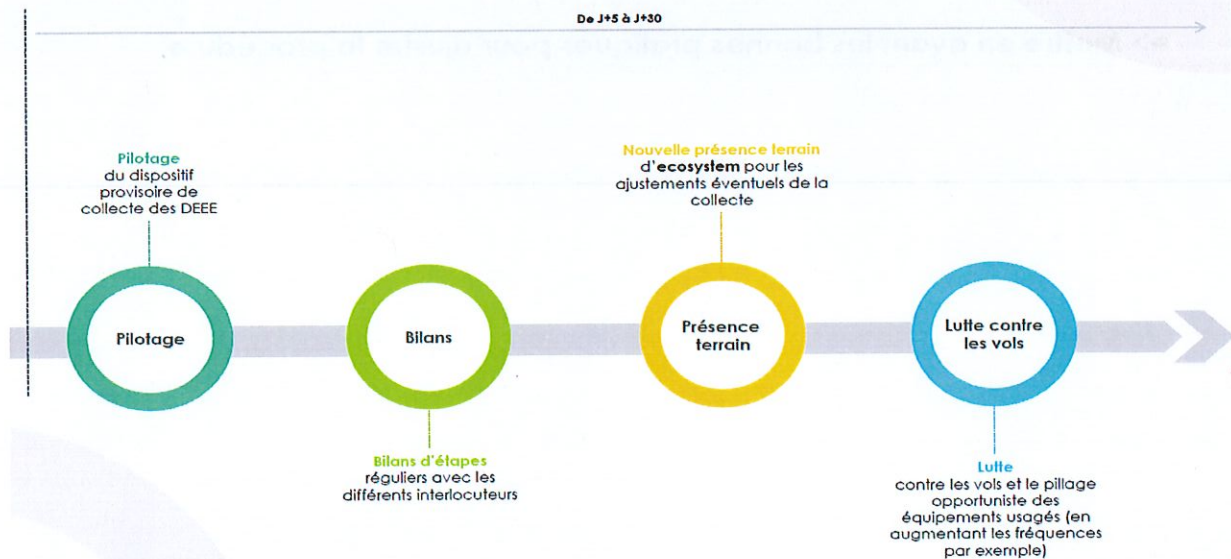 De J+5 à J+30
Pilotage
du dispositif
provisoire de
collecte des DEEE
Nouvelle présence terrain
d'ecosystem pour les
ajustements éventuels de la
collecte
Pilotage
Bilans
Présence
terrain
Lutte contre
les vols
Bilans d'étapes
réguliers avec les
différents interlocuteurs
Lutte
contre les vols et le pillage
opportuniste des
équipements usagés (en
augmentant les fréquences
par exemple)